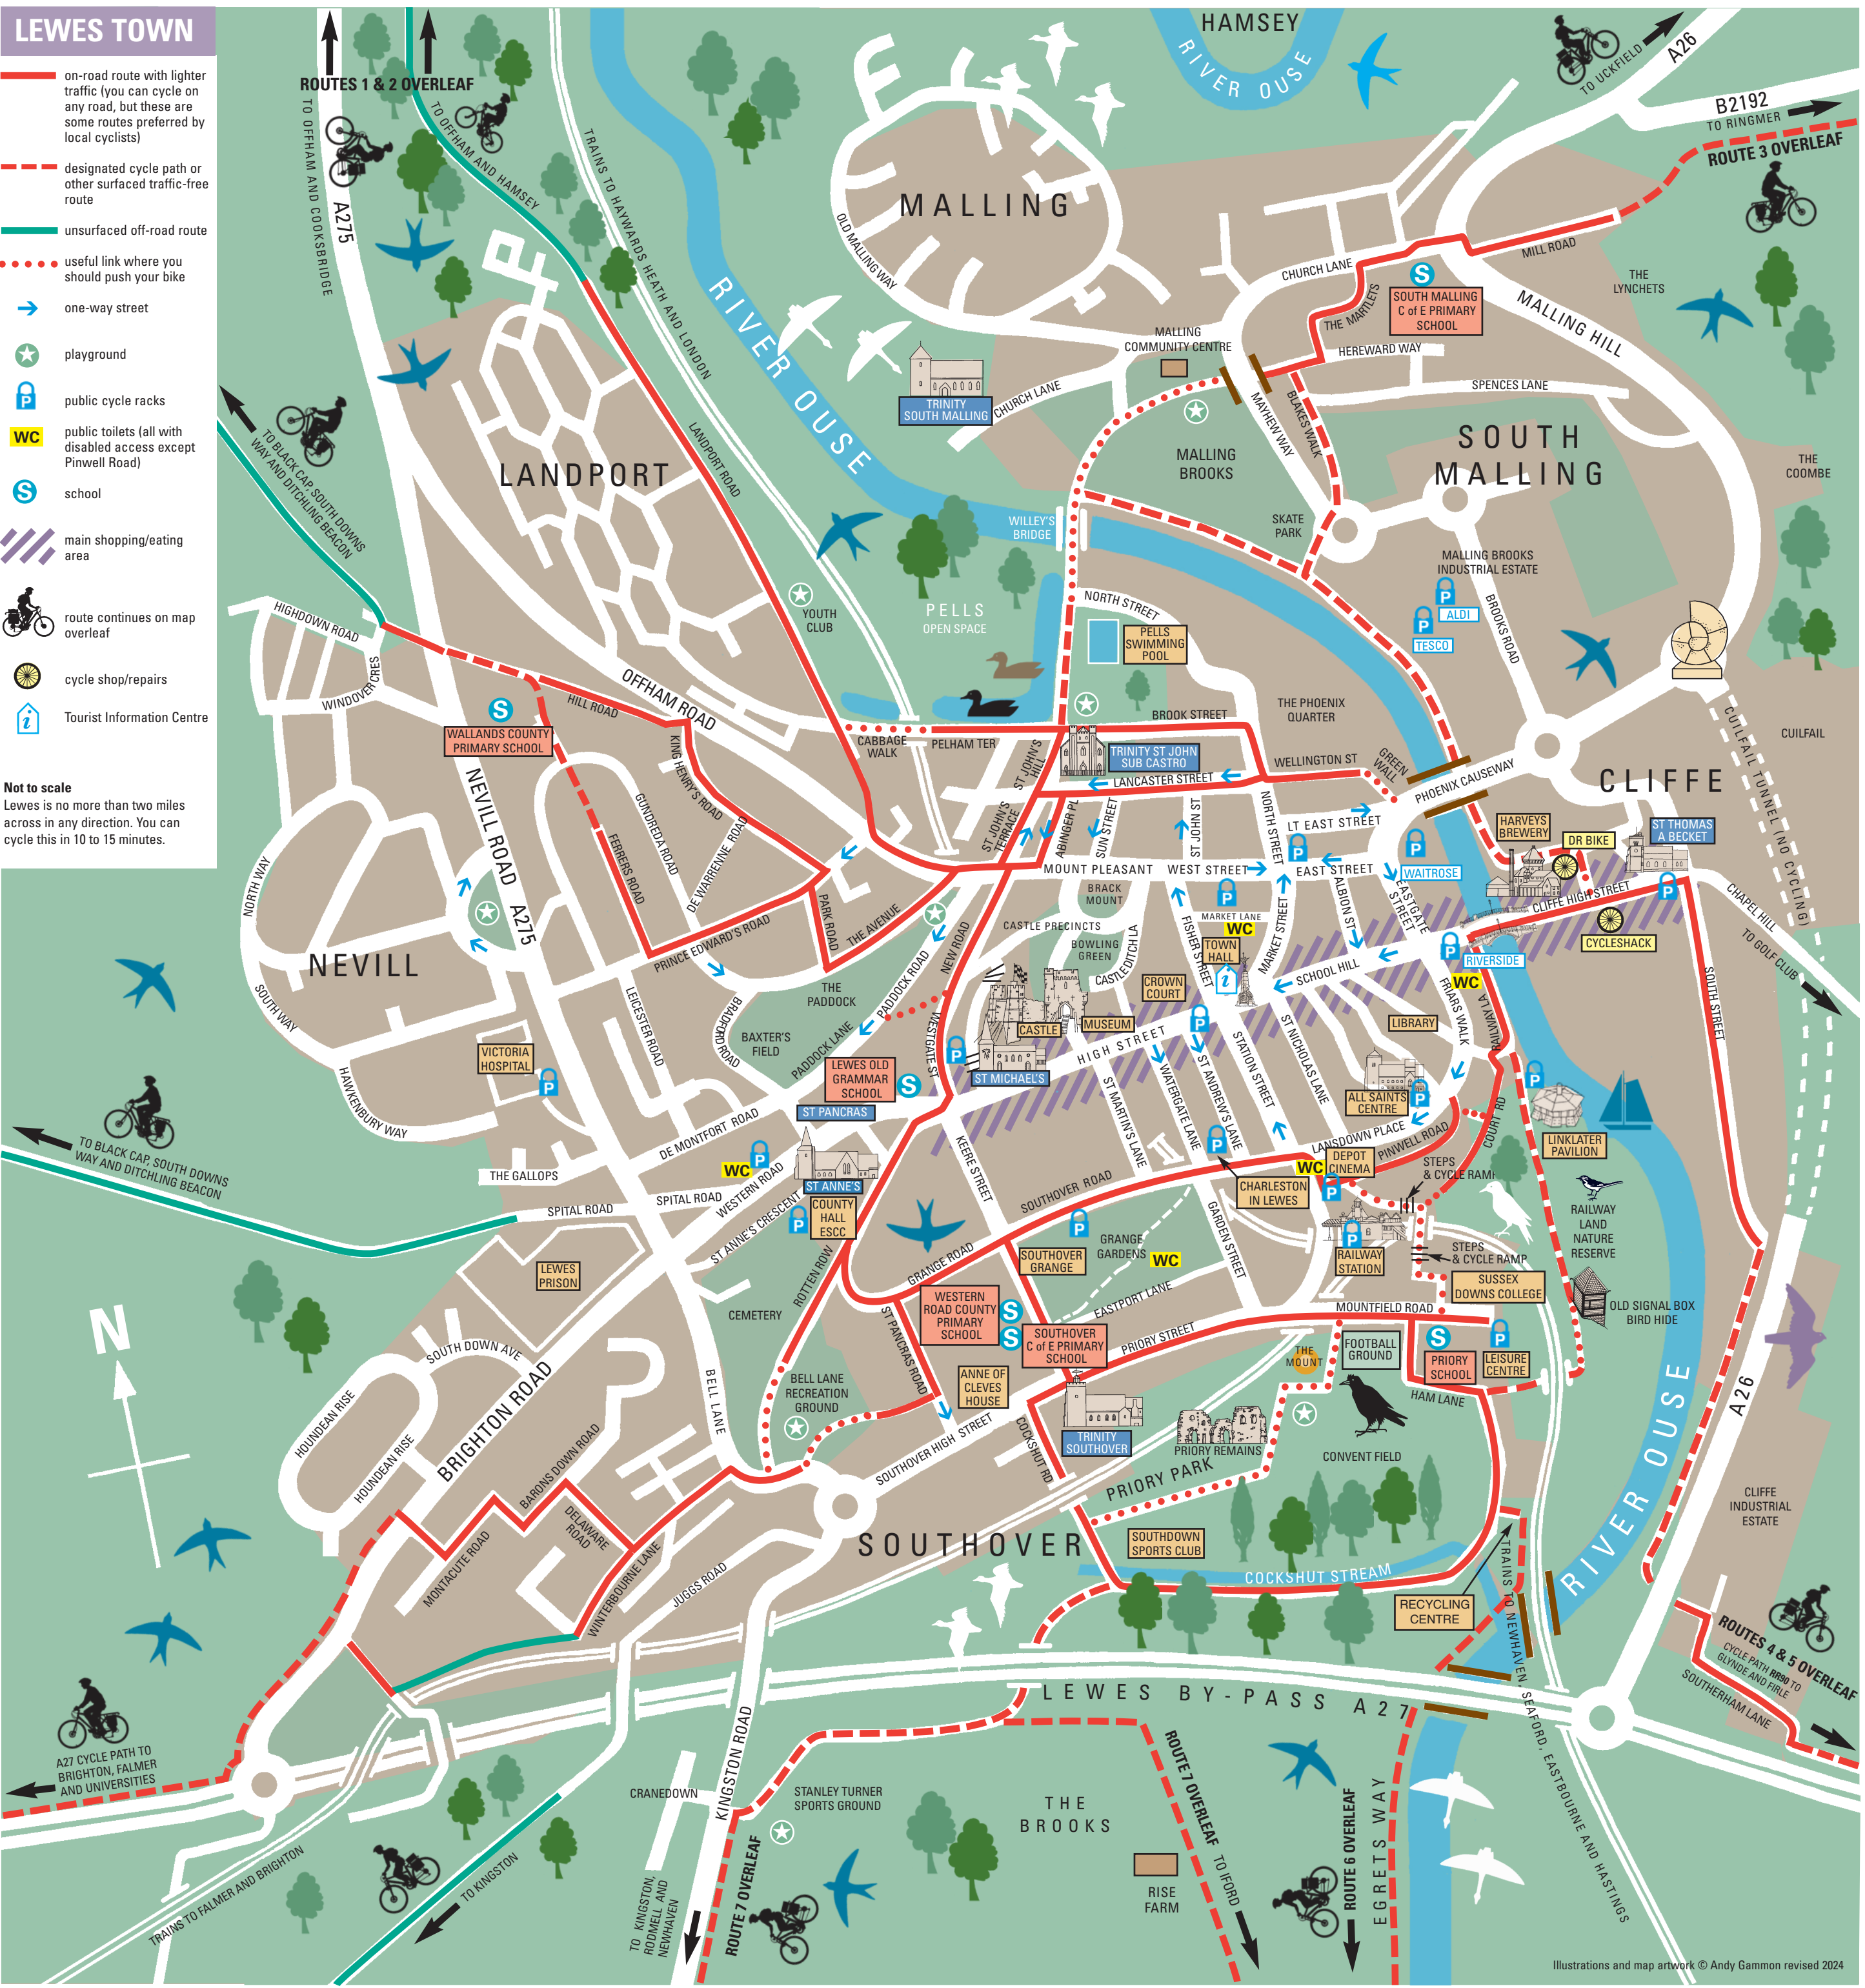 LEWES TOWN
on-road route with lighter
traffic (you can cycle on
any road, but these are
some routes preferred by
local cyclists)
designated cycle path or
other surfaced traffic-free
route
unsurfaced off-road route
useful link where you
should push your bike
one-way street
playground
P
public cycle racks
WC
public toilets (all with
disabled access except
Pinwell Road)
S
school
main shopping/eating
area
route continues on map
overleaf
cycle shop/repairs
i
Tourist Information Centre
Not to scale
Lewes is no more than two miles
across in any direction. You can
cycle this in 10 to 15 minutes.
ROUTES 1 & 2 OVERLEAF
TO OFFHAM AND COOKSBRIDGE
A275
TO OFFHAM AND HAMSEY
TRAINS TO HAYWARDS HEATH AND LONDON
HAMSEY
RIVER OUSE
TO UCKFIELD
A26
B2192
TO RINGMER
ROUTE 3 OVERLEAF
MALLING
OLD MALLING WAY
CHURCH LANE
MILL ROAD
THE
LYNCHETS
S
SOUTH MALLING
C of E PRIMARY
SCHOOL
THE MARTLETS
MALLING HILL
HEREWARD WAY
SPENCES LANE
MALLING
COMMUNITY CENTRE
TRINITY
SOUTH MALLING
CHURCH LANE
MAYHEW WAY
BLAKES WALK
MALLING
BROOKS
SOUTH
MALLING
THE
COOMBE
RIVER OUSE
LANDPORT ROAD
LANDPORT
TO BLACK CAP, SOUTH DOWNS
WAY AND DITCHLING BEACON
WILLEY'S
BRIDGE
SKATE
PARK
MALLING BROOKS
INDUSTRIAL ESTATE
P
ALDI
P
TESCO
BROOKS ROAD
YOUTH
CLUB
PELLS
OPEN SPACE
NORTH STREET
PELLS
SWIMMING
POOL
HIGHDOWN ROAD
WINDOVER CRES
S
WALLANDS COUNTY
PRIMARY SCHOOL
HILL ROAD
OFFHAM ROAD
KING HENRY'S ROAD
CABBAGE
WALK
PELHAM TER
BROOK STREET
THE PHOENIX
QUARTER
ST JOHN'S
HILL
TRINITY ST JOHN
SUB CASTRO
LANCASTER STREET
WELLINGTON ST
GREEN
WALL
PHOENIX CAUSEWAY
CLIFFE
CUILFAIL
CUILFAIL TUNNEL (NO CYCLING)
NEVILL ROAD A275
GUNDREDA ROAD
FERRERS ROAD
DE WARRENNE ROAD
ST JOHN'S
TERRACE
ABINGER PL
SUN STREET
ST JOHN ST
NORTH STREET
LT EAST STREET
P
HARVEYS
BREWERY
DR BIKE
ST THOMAS
A BECKET
MOUNT PLEASANT
WEST STREET
EAST STREET
P
WAITROSE
EASTGATE
STREET
ALBION ST
CLIFFE HIGH STREET
P
CYCLESHACK
CHAPEL HILL
TO GOLF CLUB
NORTH WAY
NEVILL
PARK ROAD
THE AVENUE
PRINCE EDWARD'S ROAD
BRACK
MOUNT
CASTLE PRECINCTS
BOWLING
GREEN
CASTLE DITCH LA
P
MARKET LANE
WC
TOWN
HALL
i
FISHER STREET
MARKET STREET
SCHOOL HILL
P
RIVERSIDE
WC
NEW ROAD
PADDOCK ROAD
THE
PADDOCK
PADDOCK LANE
CROWN
COURT
CASTLE
MUSEUM
P
LIBRARY
FRIARS WALK
RAILWAY LA
SOUTH STREET
SOUTH WAY
LEICESTER ROAD
BRADFORD ROAD
BAXTER'S
FIELD
WESTGATE ST
P
HIGH STREET
ST MICHAEL'S
VICTORIA
HOSPITAL
P
LEWES OLD
GRAMMAR
SCHOOL
S
HAWKENBURY WAY
ST PANCRAS
DE MONTFORT ROAD
ST MARTIN'S LANE
WATERGATE LANE
ST ANDREW'S LANE
STATION STREET
ST NICHOLAS LANE
ALL SAINTS
CENTRE
P
P
LINKLATER
PAVILION
COURT RD
LANSDOWN PLACE
PINWELL ROAD
TO BLACK CAP, SOUTH DOWNS
WAY AND DITCHLING BEACON
THE GALLOPS
WC
P
WESTERN ROAD
SPITAL ROAD
SPITAL ROAD
ST ANNE'S CRESCENT
ST ANNE'S
P
COUNTY
HALL
ESCC
KEERE STREET
SOUTHOVER ROAD
P
WC
DEPOT
CINEMA
P
CHARLESTON
IN LEWES
STEPS
& CYCLE RAMP
P
GRANGE
GARDENS
WC
GARDEN STREET
P
RAILWAY
STATION
STEPS
& CYCLE RAMP
RAILWAY
LAND
NATURE
RESERVE
LEWES
PRISON
ROTTEN ROW
GRANGE ROAD
SOUTHOVER
GRANGE
SUSSEX
DOWNS COLLEGE
CEMETERY
WESTERN
ROAD COUNTY
PRIMARY
SCHOOL
S
S
SOUTHOVER
C of E PRIMARY
SCHOOL
EASTPORT LANE
MOUNTFIELD ROAD
OLD SIGNAL BOX
BIRD HIDE
PRIORY STREET
THE
MOUNT
FOOTBALL
GROUND
S
PRIORY
SCHOOL
P
LEISURE
CENTRE
N
SOUTH DOWN AVE
BELL LANE
ST PANCRAS ROAD
BELL LANE
RECREATION
GROUND
ANNE OF
CLEVES
HOUSE
HAM LANE
HOUNDEAN RISE
HOUNDEAN RISE
BRIGHTON ROAD
BARONS DOWN ROAD
SOUTHOVER HIGH STREET
COCKSHUT RD
TRINITY
SOUTHOVER
PRIORY REMAINS
PRIORY PARK
CONVENT FIELD
RIVER OUSE
A26
CLIFFE
INDUSTRIAL
ESTATE
MONTACUTE ROAD
DELAWARE
ROAD
WINTERBOURNE LANE
JUGGS ROAD
SOUTHOVER
SOUTHDOWN
SPORTS CLUB
COCKSHUT STREAM
RECYCLING
CENTRE
TRAINS TO NEWHAVEN, SEAFORD, EASTBOURNE AND HASTINGS
ROUTES 4 & 5 OVERLEAF
CYCLE PATH RR90 TO
GLYNDE AND FIRLE
SOUTHERHAM LANE
LEWES BY-PASS A27
A27 CYCLE PATH TO
BRIGHTON, FALMER
AND UNIVERSITIES
KINGSTON ROAD
CRANEDOWN
STANLEY TURNER
SPORTS GROUND
THE
BROOKS
RISE
FARM
ROUTE 7 OVERLEAF TO IFORD
ROUTE 6 OVERLEAF
EGRETS WAY
TRAINS TO FALMER AND BRIGHTON
TO KINGSTON
TO KINGSTON,
RODMELL AND
NEWHAVEN
ROUTE 7 OVERLEAF
Illustrations and map artwork © Andy Gammon revised 2024